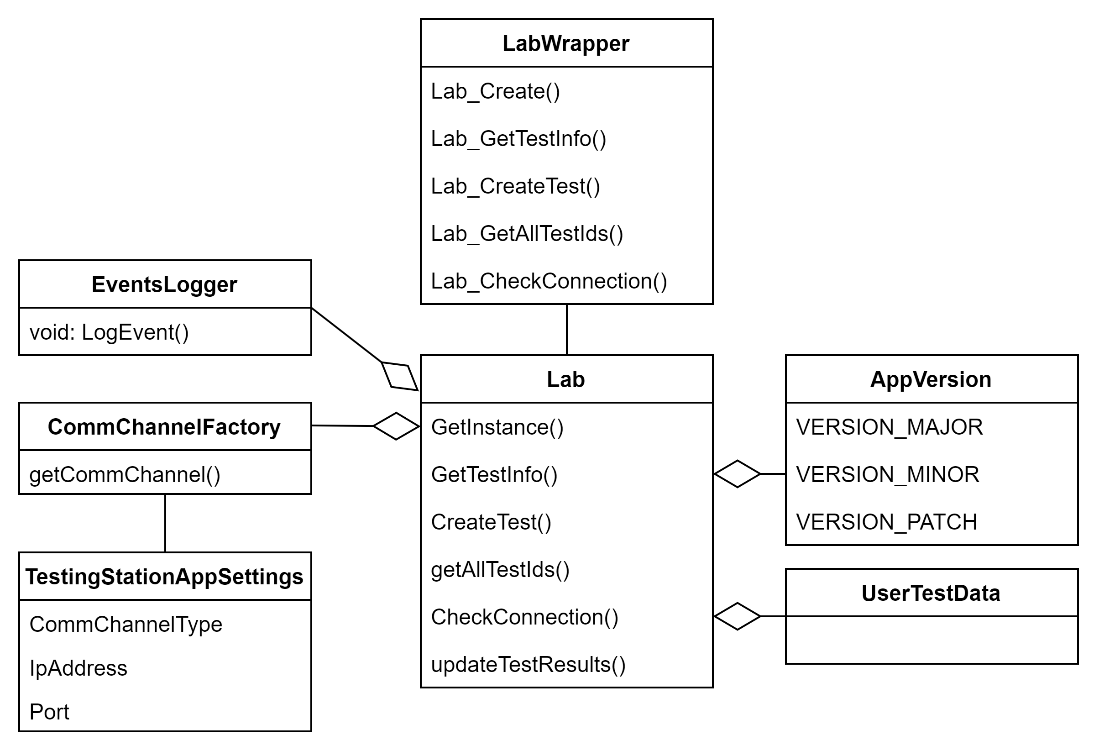 LabWrapper
Lab_Create()
Lab_GetTestInfo()
Lab_CreateTest()
Lab_GetAllTestIds()
Lab_CheckConnection()
EventsLogger
void: LogEvent()
CommChannelFactory
getCommChannel()
TestingStationAppSettings
CommChannelType
IpAddress
Port
Lab
GetInstance()
GetTestInfo()
CreateTest()
getAllTestIds()
CheckConnection()
updateTestResults()
AppVersion
VERSION_MAJOR
VERSION_MINOR
VERSION_PATCH
UserTestData